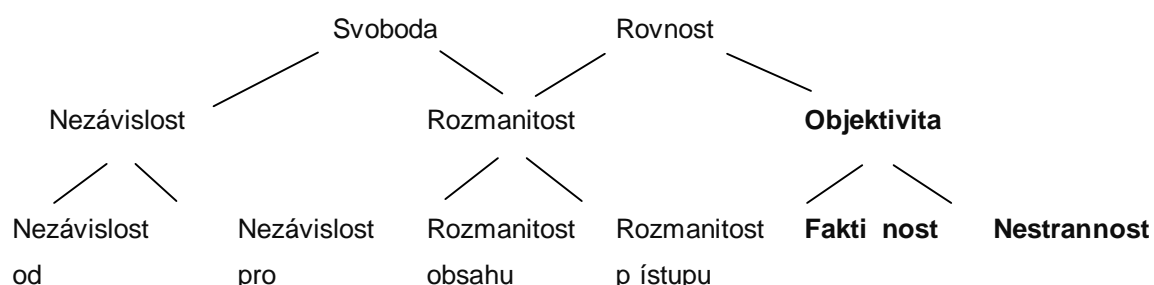 Svoboda Rovnost
Nezávislost Rozmanitost Objektivita
Nezávislost Nezávislost Rozmanitost Rozmanitost Fakti nost Nestrannost
od pro obsahu p ístupu